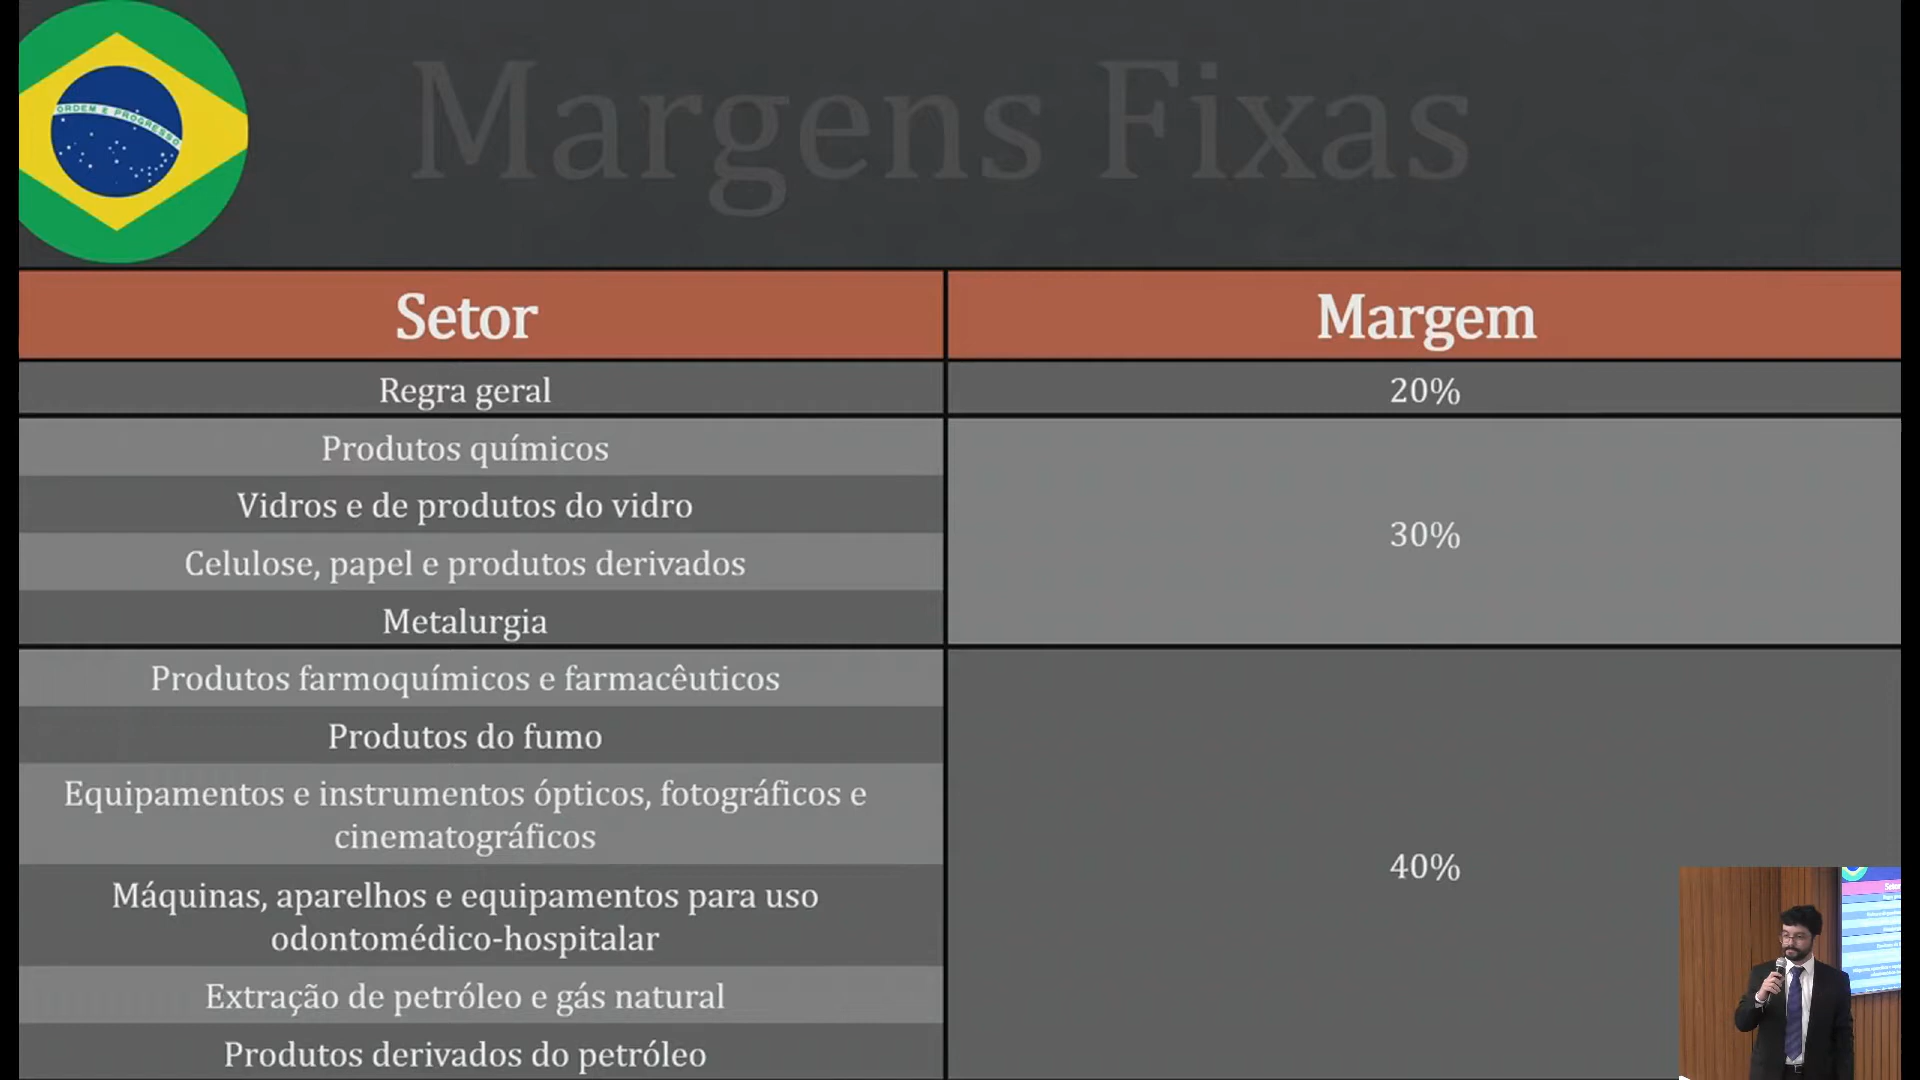 ORDEM E PROGRESSO
Margens Fixas
Setor
Margem
Regra geral
20%
Produtos químicos
Vidros e de produtos do vidro
Celulose, papel e produtos derivados
Metalurgia
30%
Produtos farmoquímicos e farmacêuticos
Produtos do fumo
Equipamentos e instrumentos ópticos, fotográficos e
cinematográficos
Máquinas, aparelhos e equipamentos para uso
odontomédico-hospitalar
Extração de petróleo e gás natural
Produtos derivados do petróleo
40%